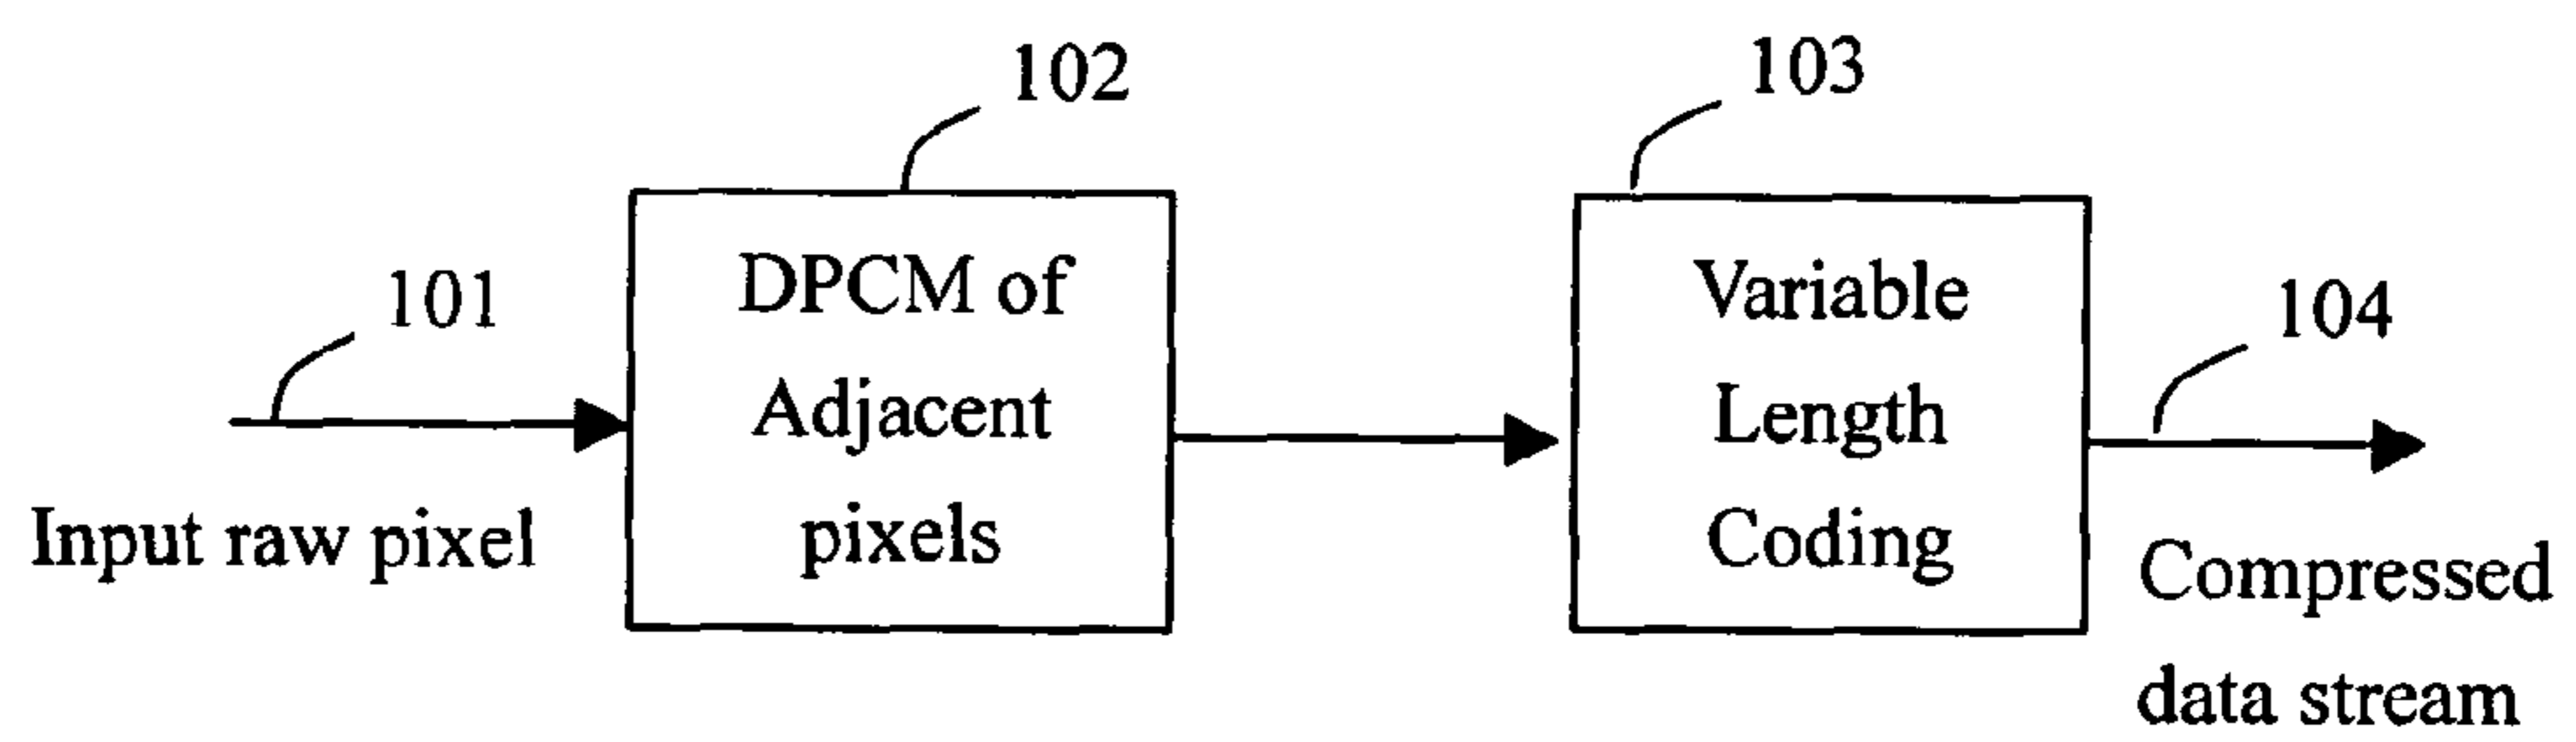 102
103
101
104
DPCM of
Adjacent
pixels
Variable
Length
Coding
Input raw pixel
Compressed
data stream